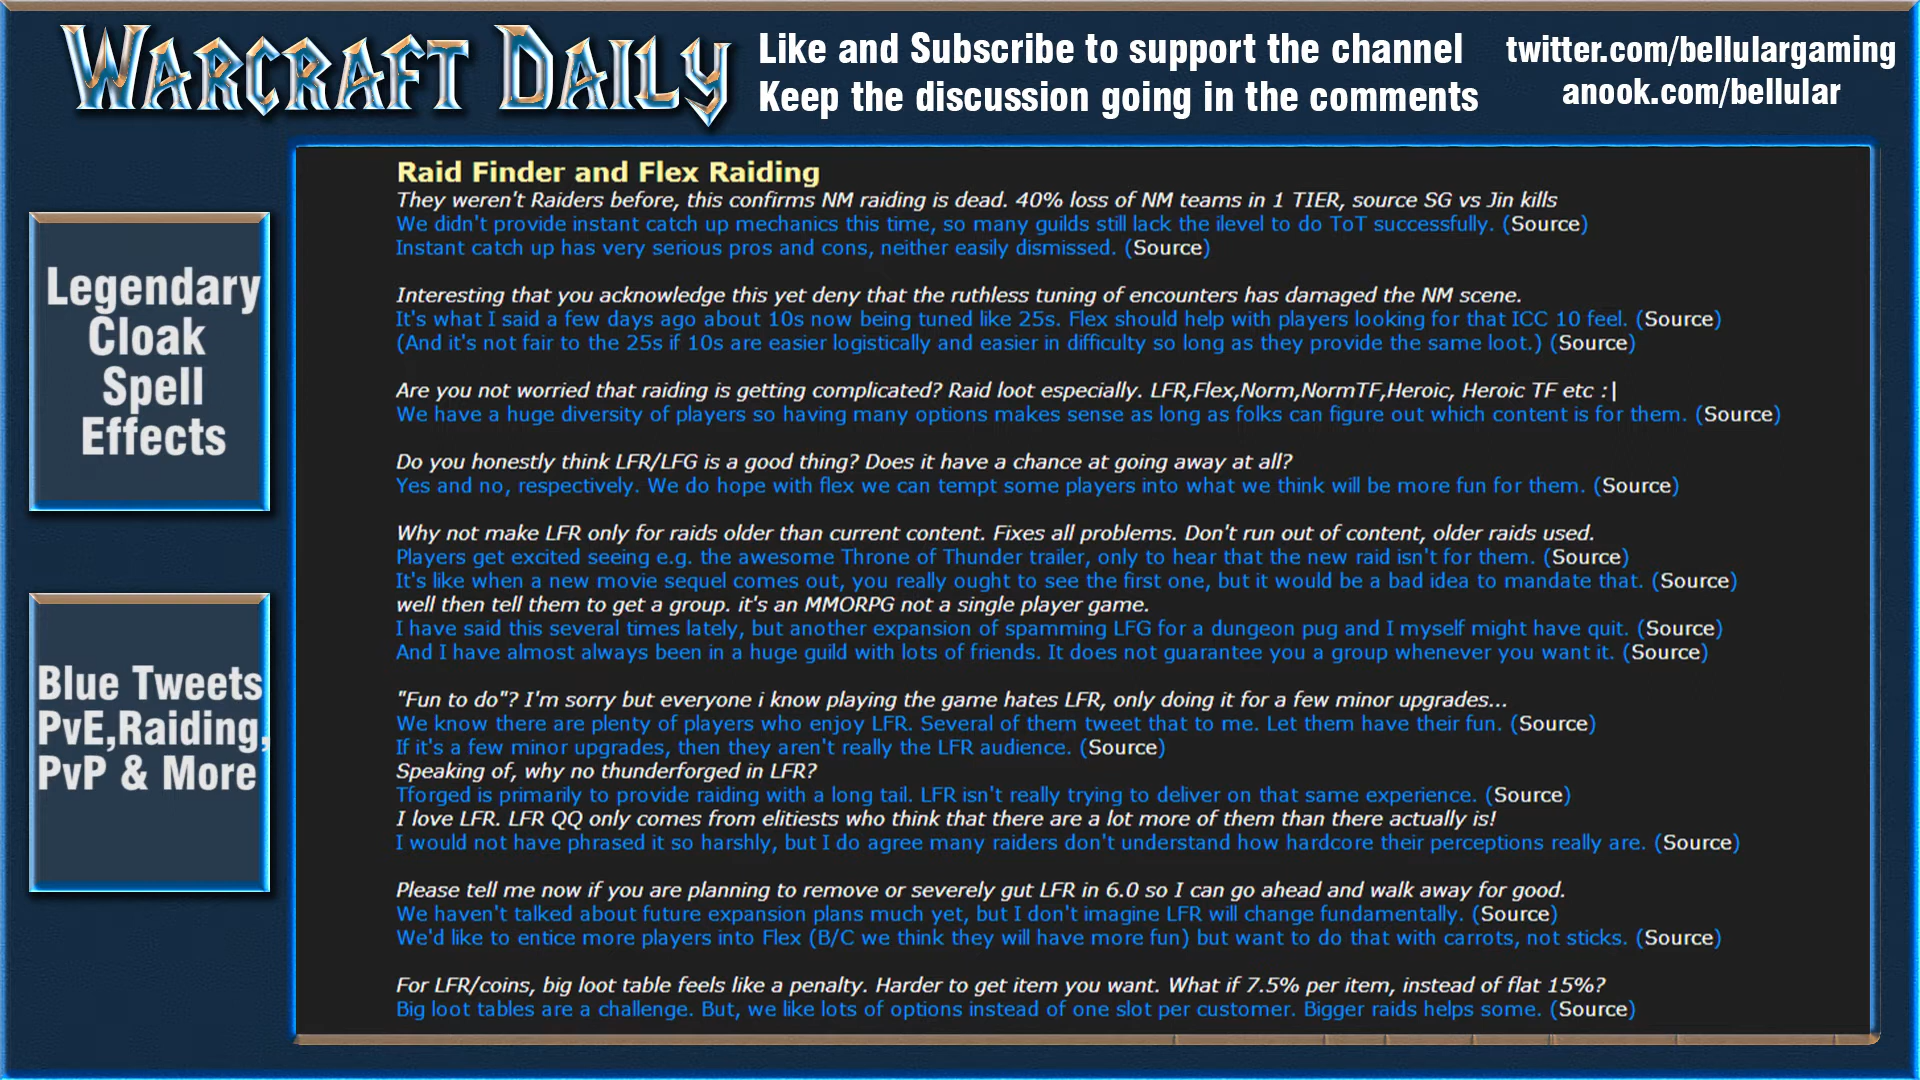 WARCRAFT DAILY
Like and Subscribe to support the channel
Keep the discussion going in the comments
twitter.com/bellulargaming
anook.com/bellular
Legendary
Cloak
Spell
Effects
Blue Tweets
PvE,Raiding,
PvP & More
Raid Finder and Flex Raiding
They weren't Raiders before, this confirms NM raiding is dead. 40% loss of NM teams in 1 TIER, source SG vs Jin kills
We didn't provide instant catch up mechanics this time, so many guilds still lack the ilevel to do ToT successfully. (Source)
Instant catch up has very serious pros and cons, neither easily dismissed. (Source)
Interesting that you acknowledge this yet deny that the ruthless tuning of encounters has damaged the NM scene.
It's what I said a few days ago about 10s now being tuned like 25s. Flex should help with players looking for that ICC 10 feel. (Source)
(And it's not fair to the 25s if 10s are easier logistically and easier in difficulty so long as they provide the same loot.) (Source)
Are you not worried that raiding is getting complicated? Raid loot especially. LFR,Flex,Norm,NormTF,Heroic, Heroic TF etc :|
We have a huge diversity of players so having many options makes sense as long as folks can figure out which content is for them. (Source)
Do you honestly think LFR/LFG is a good thing? Does it have a chance at going away at all?
Yes and no, respectively. We do hope with flex we can tempt some players into what we think will be more fun for them. (Source)
Why not make LFR only for raids older than current content. Fixes all problems. Don't run out of content, older raids used.
Players get excited seeing e.g. the awesome Throne of Thunder trailer, only to hear that the new raid isn't for them. (Source)
It's like when a new movie sequel comes out, you really ought to see the first one, but it would be a bad idea to mandate that. (Source)
well then tell them to get a group. it's an MMORPG not a single player game.
I have said this several times lately, but another expansion of spamming LFG for a dungeon pug and I myself might have quit. (Source)
And I have almost always been in a huge guild with lots of friends. It does not guarantee you a group whenever you want it. (Source)
"Fun to do"? I'm sorry but everyone i know playing the game hates LFR, only doing it for a few minor upgrades...
We know there are plenty of players who enjoy LFR. Several of them tweet that to me. Let them have their fun. (Source)
If it's a few minor upgrades, then they aren't really the LFR audience. (Source)
Speaking of, why no thunderforged in LFR?
Tforged is primarily to provide raiding with a long tail. LFR isn't really trying to deliver on that same experience. (Source)
I love LFR. LFR QQ only comes from elitiests who think that there are a lot more of them than there actually is!
I would not have phrased it so harshly, but I do agree many raiders don't understand how hardcore their perceptions really are. (Source)
Please tell me now if you are planning to remove or severely gut LFR in 6.0 so I can go ahead and walk away for good.
We haven't talked about future expansion plans much yet, but I don't imagine LFR will change fundamentally. (Source)
We'd like to entice more players into Flex (B/C we think they will have more fun) but want to do that with carrots, not sticks. (Source)
For LFR/coins, big loot table feels like a penalty. Harder to get item you want. What if 7.5% per item, instead of flat 15%?
Big loot tables are a challenge. But, we like lots of options instead of one slot per customer. Bigger raids helps some. (Source)